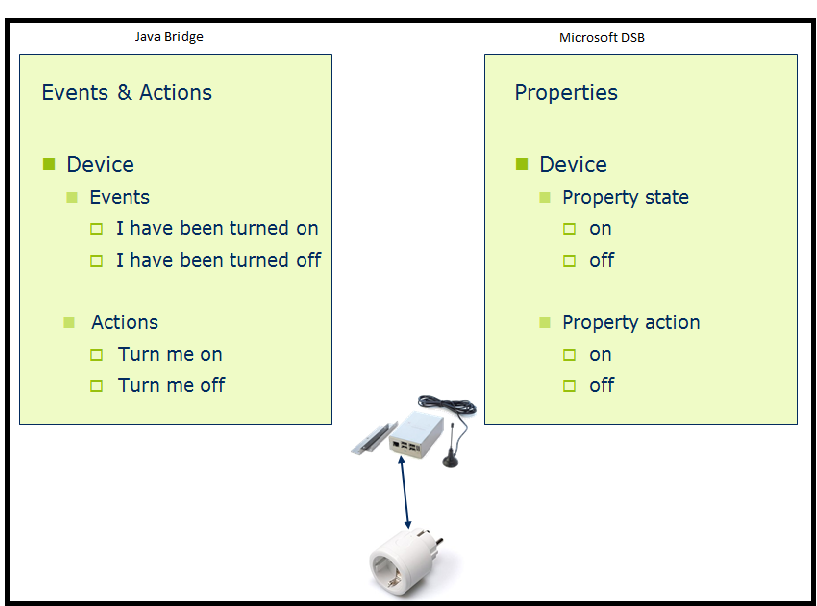 Java Bridge
Events & Actions
Device
Events
I have been turned on
I have been turned off
Actions
Turn me on
Turn me off
Microsoft DSB
Properties
Device
Property state
on
off
Property action
on
off